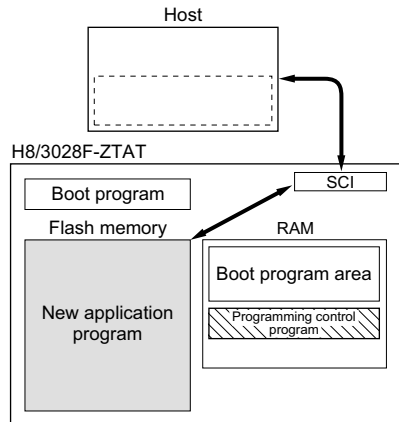 Host
H8/3028F-ZTAT
SCI
Boot program
Flash memory
RAM
Boot program area
New application
program
Programming control
program